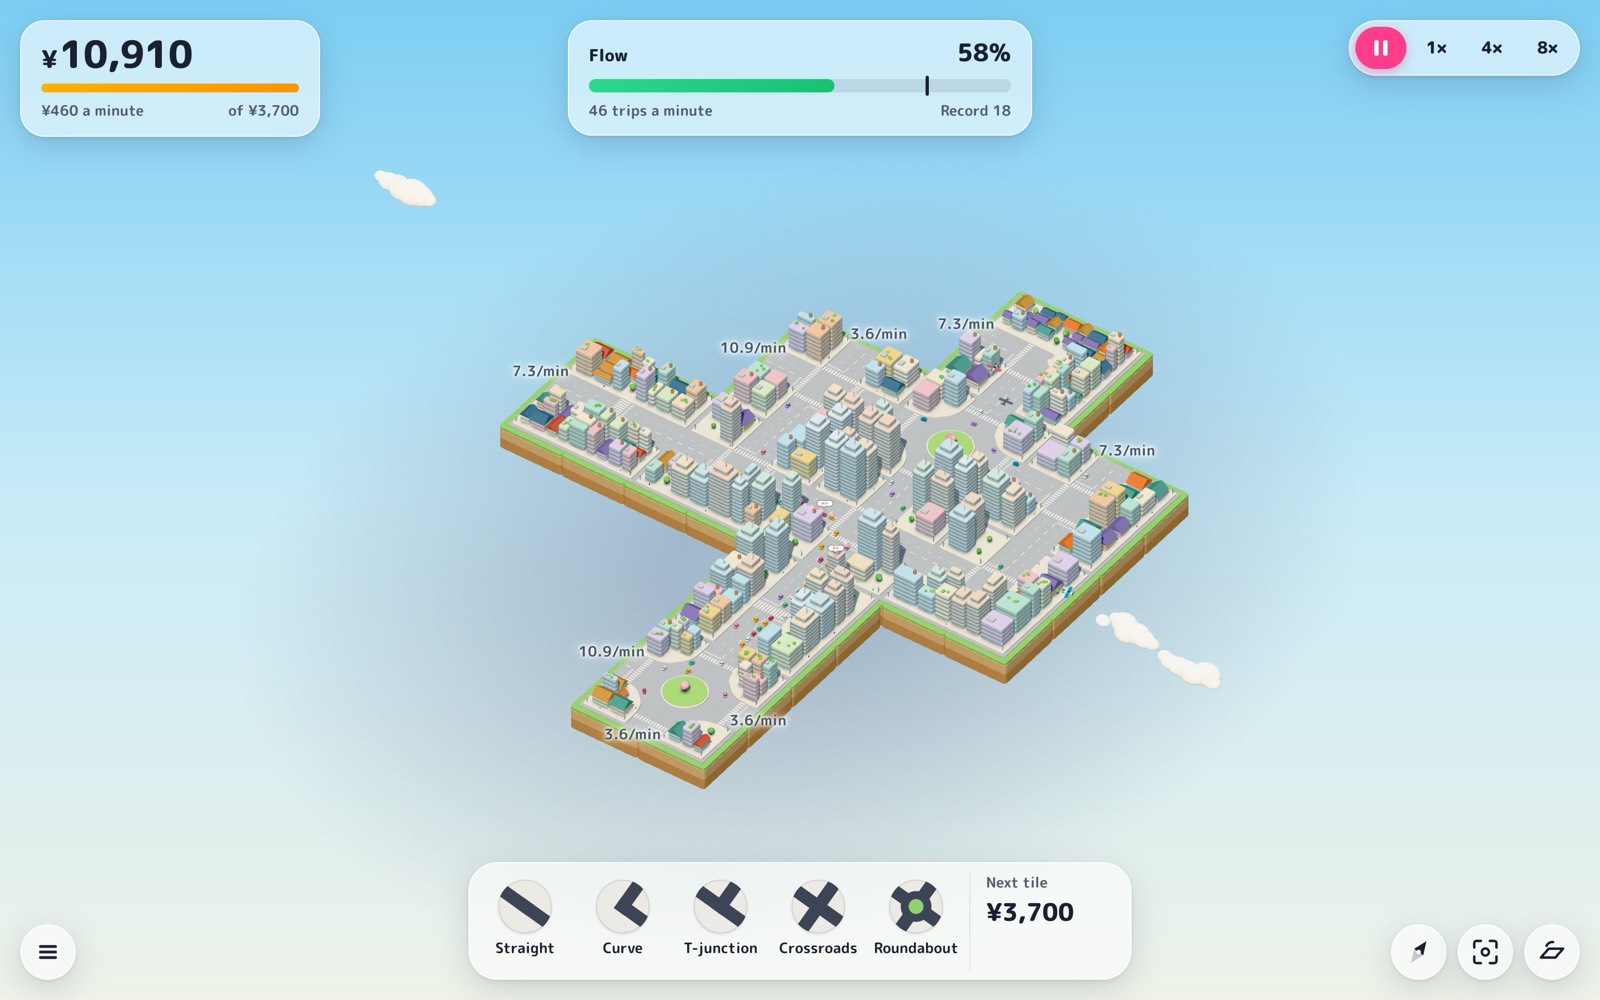 ¥10,910
¥460 a minute
of ¥3,700
Flow
58%
46 trips a minute
Record 18
1×
4×
8×
7.3/min
10.9/min
3.6/min
7.3/min
7.3/min
10.9/min
3.6/min
3.6/min
Straight
Curve
T-junction
Crossroads
Roundabout
Next tile
¥3,700